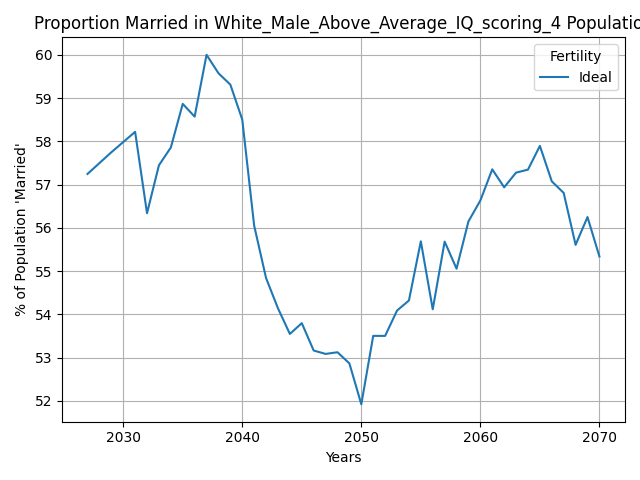 Proportion Married in White_Male_Above_Average_IQ_scoring_4 Populatio
Fertility
Ideal
60
59
58
57
56
55
54
53
52
% of Population 'Married'
2030 2040 2050 2060 2070
Years